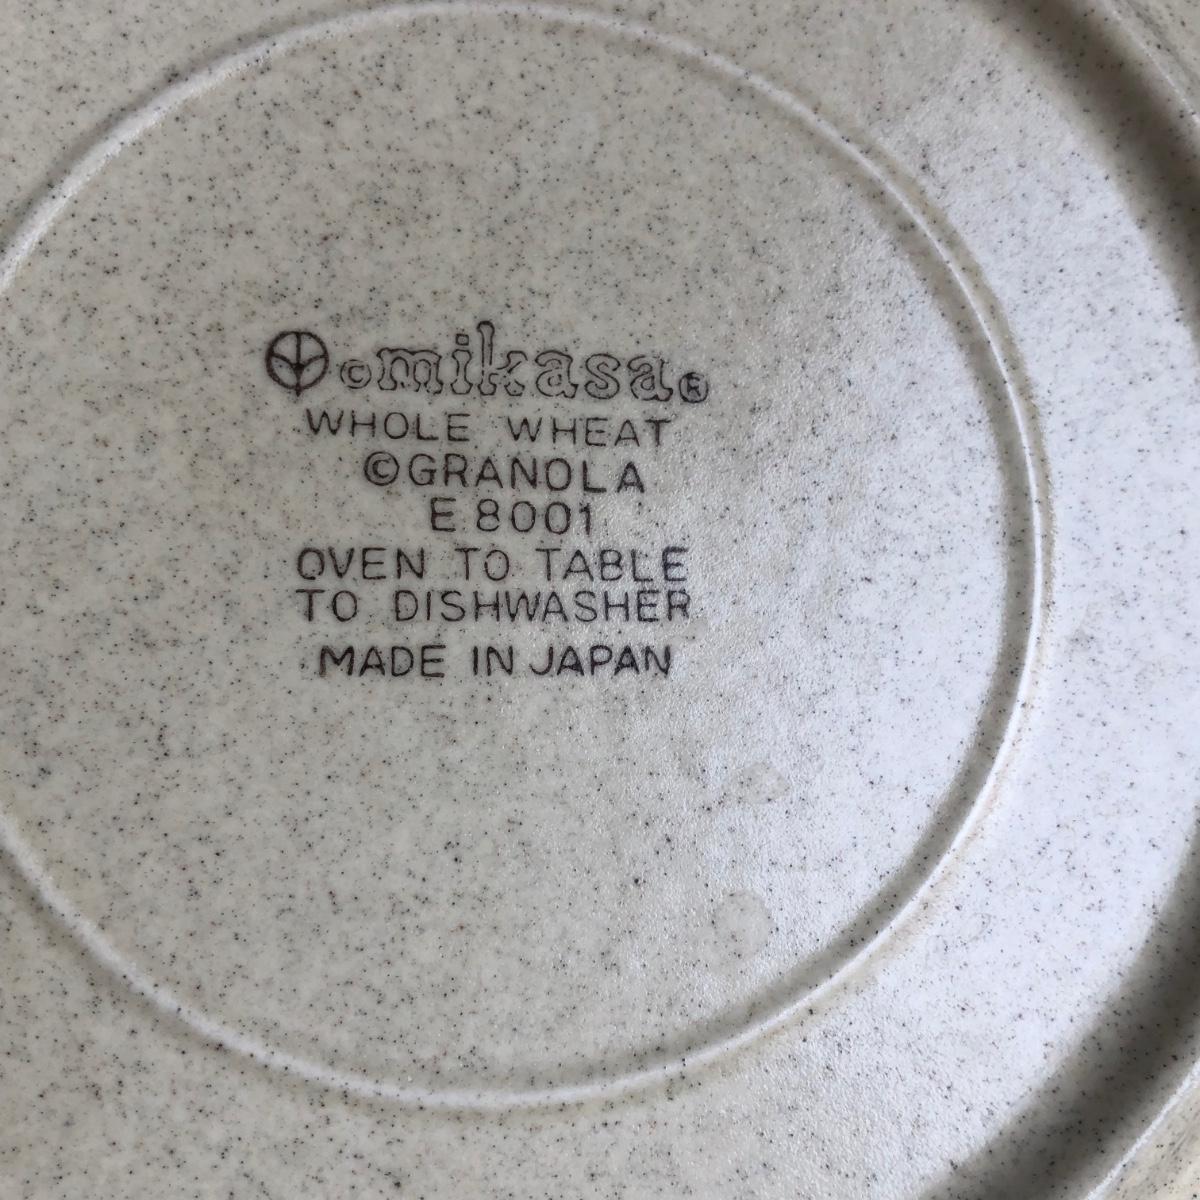 © mikasa ®
WHOLE WHEAT
© GRANOLA
E 8001
OVEN TO TABLE
TO DISHWASHER
MADE IN JAPAN